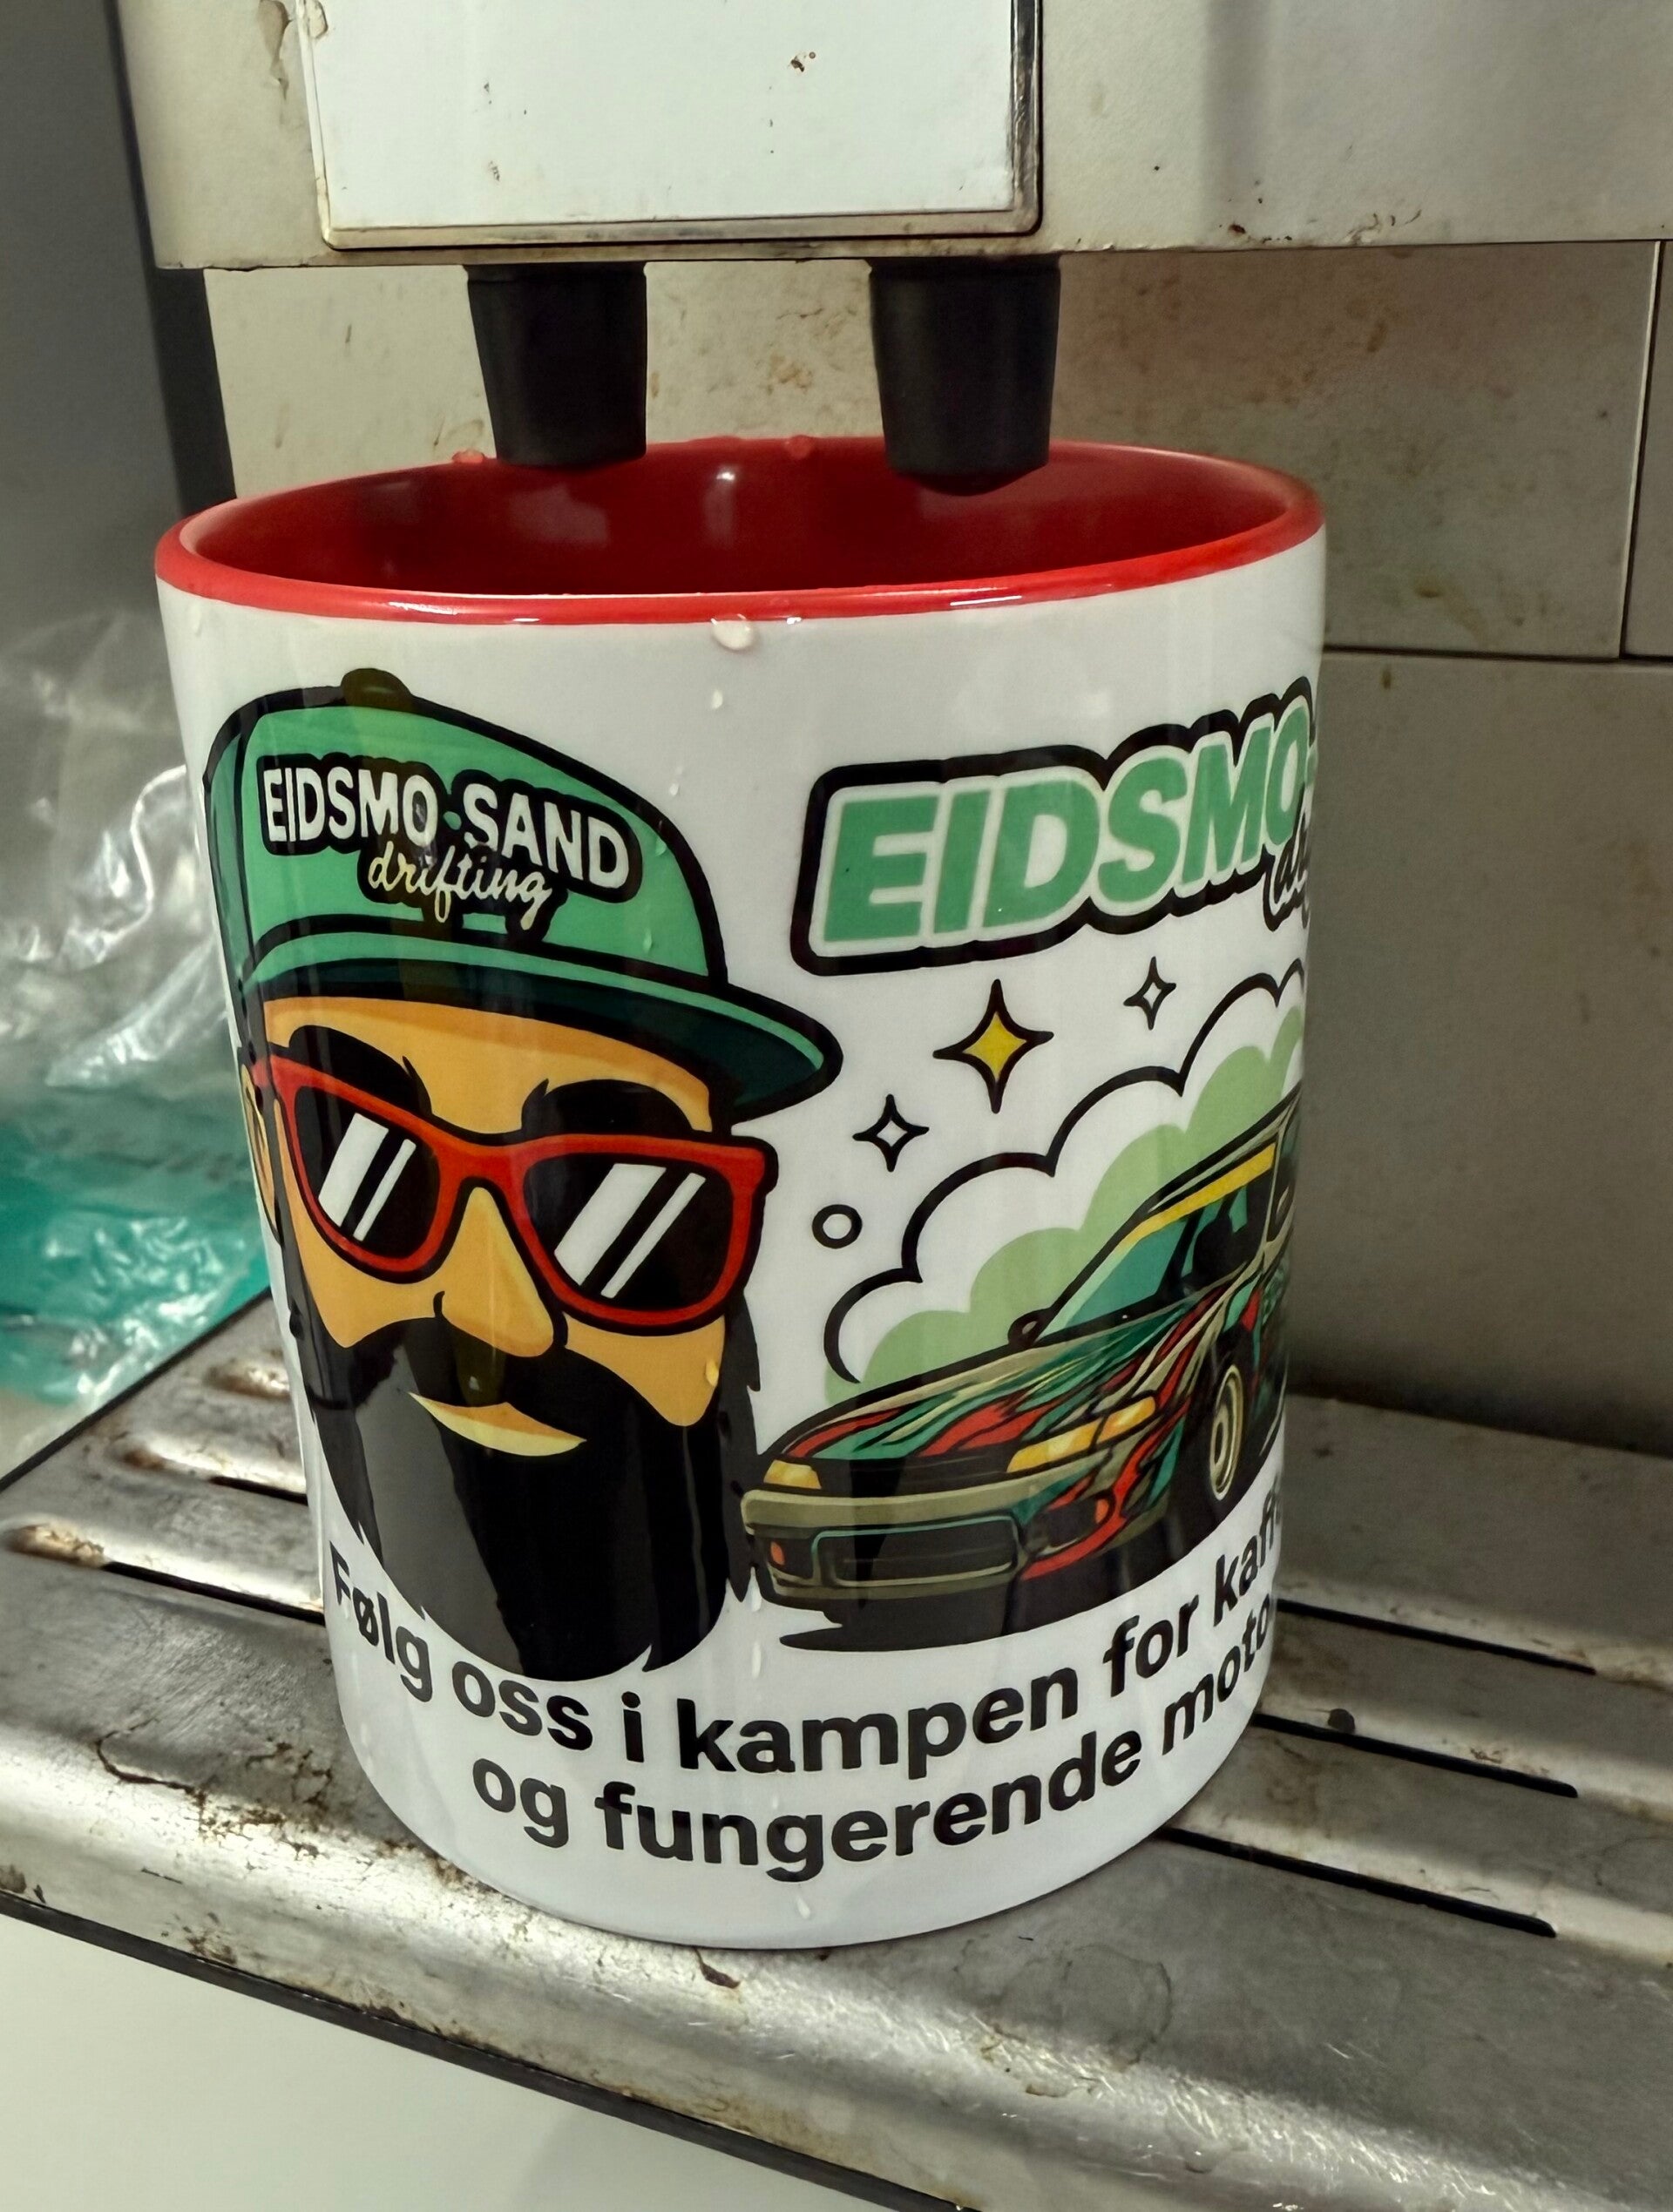 EIDSMO-SAND
drifting
EIDSMO-
Følg oss i kampen for
og fungerende